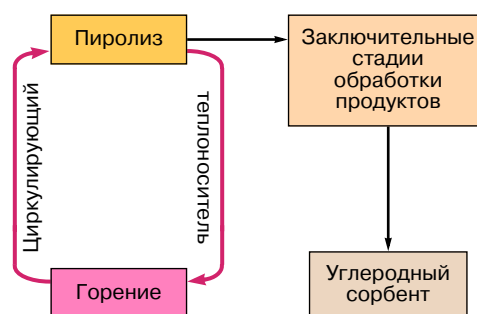 Пиролиз
Заключительные
стадии
обработки
продуктов
Циркулирующий
теплоноситель
Горение
Углеродный
сорбент